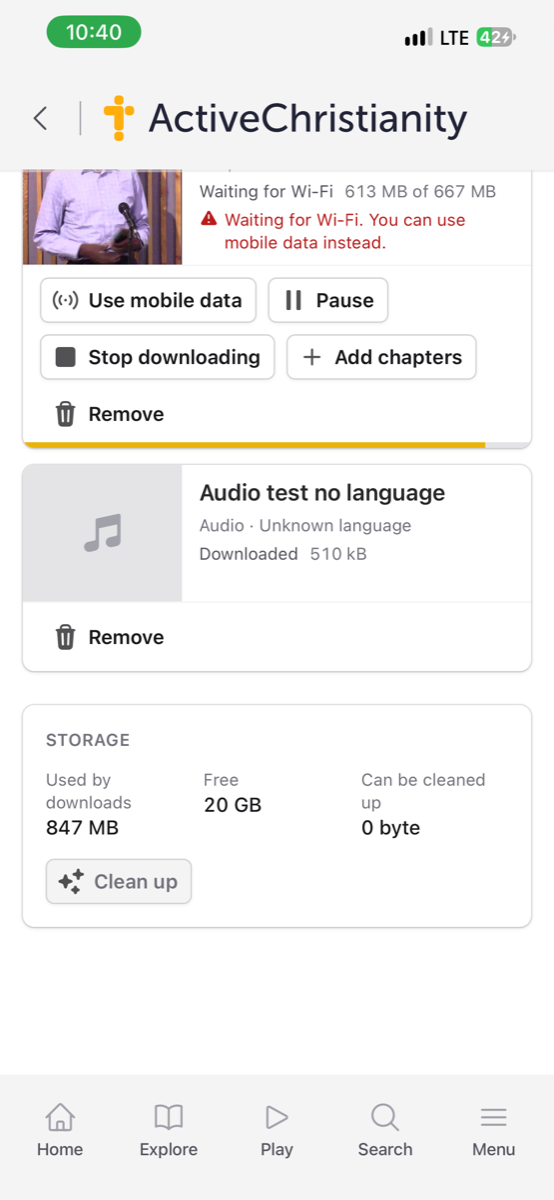 10:40
LTE 42
ActiveChristianity
Waiting for Wi-Fi 613 MB of 667 MB
Waiting for Wi-Fi. You can use
mobile data instead.
Use mobile data
Pause
Stop downloading
Add chapters
Remove
Audio test no language
Audio · Unknown language
Downloaded 510 kB
Remove
STORAGE
Used by
downloads
847 MB
Free
20 GB
Can be cleaned
up
0 byte
Clean up
Home
Explore
Play
Search
Menu